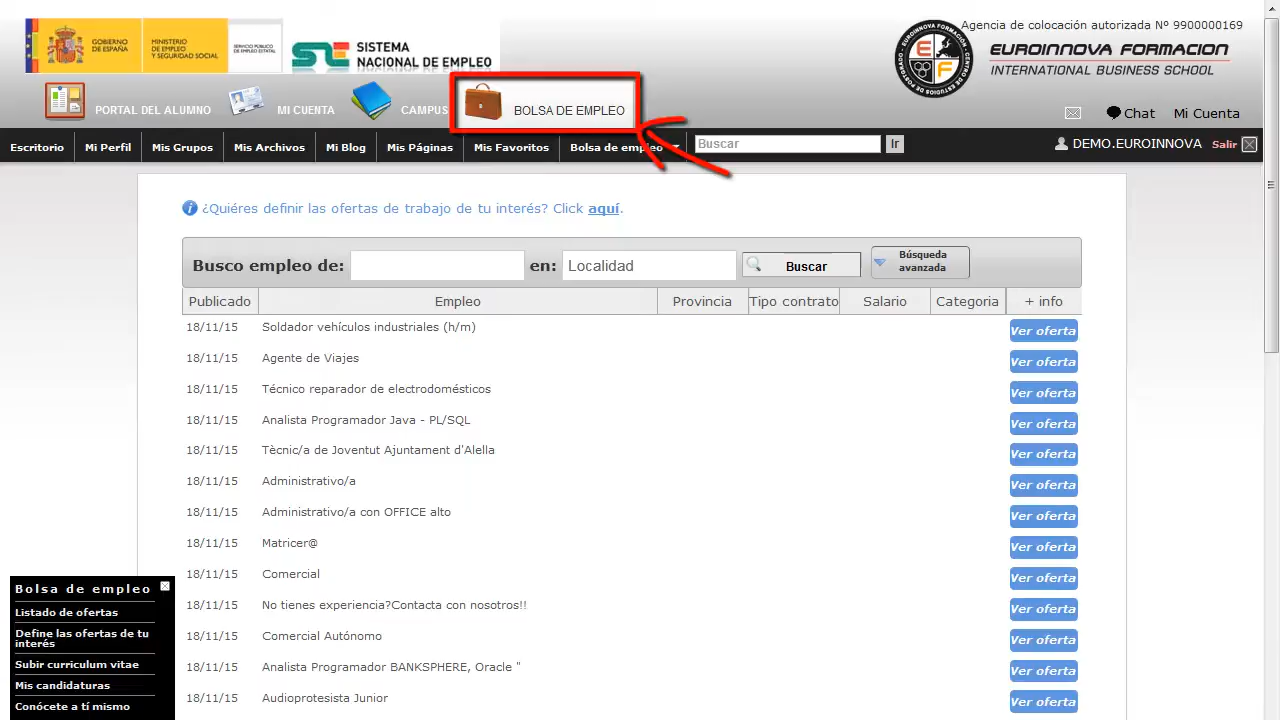 GOBIERNO
DE ESPAÑA
MINISTERIO
DE EMPLEO
Y SEGURIDAD SOCIAL
SERVICIO PÚBLICO
DE EMPLEO ESTATAL
SISTEMA
NACIONAL DE EMPLEO
Agencia de colocación autorizada Nº 9900000169
EUROINNOVA FORMACION
INTERNATIONAL BUSINESS SCHOOL
PORTAL DEL ALUMNO
MI CUENTA
CAMPUS
BOLSA DE EMPLEO
Chat
Mi Cuenta
Escritorio
Mi Perfil
Mis Grupos
Mis Archivos
Mi Blog
Mis Páginas
Mis Favoritos
Bolsa de empleo
Buscar
Ir
DEMO.EUROINNOVA
Salir
¿Quiéres definir las ofertas de trabajo de tu interés? Click aquí.
Busco empleo de:
en:
Localidad
Buscar
Búsqueda
avanzada
Publicado Empleo Provincia Tipo contrato Salario Categoria + info
18/11/15 Soldador vehículos industriales (h/m) Ver oferta
18/11/15 Agente de Viajes Ver oferta
18/11/15 Técnico reparador de electrodomésticos Ver oferta
18/11/15 Analista Programador Java - PL/SQL Ver oferta
18/11/15 Tècnic/a de Joventut Ajuntament d'Alella Ver oferta
18/11/15 Administrativo/a Ver oferta
18/11/15 Administrativo/a con OFFICE alto Ver oferta
18/11/15 Matricer@ Ver oferta
18/11/15 Comercial Ver oferta
18/11/15 No tienes experiencia?Contacta con nosotros!! Ver oferta
18/11/15 Comercial Autónomo Ver oferta
18/11/15 Analista Programador BANKSPHERE, Oracle " Ver oferta
18/11/15 Audioprotesista Junior Ver oferta
Bolsa de empleo
Listado de ofertas
Define las ofertas de tu
interés
Subir curriculum vitae
Mis candidaturas
Conócete a tí mismo